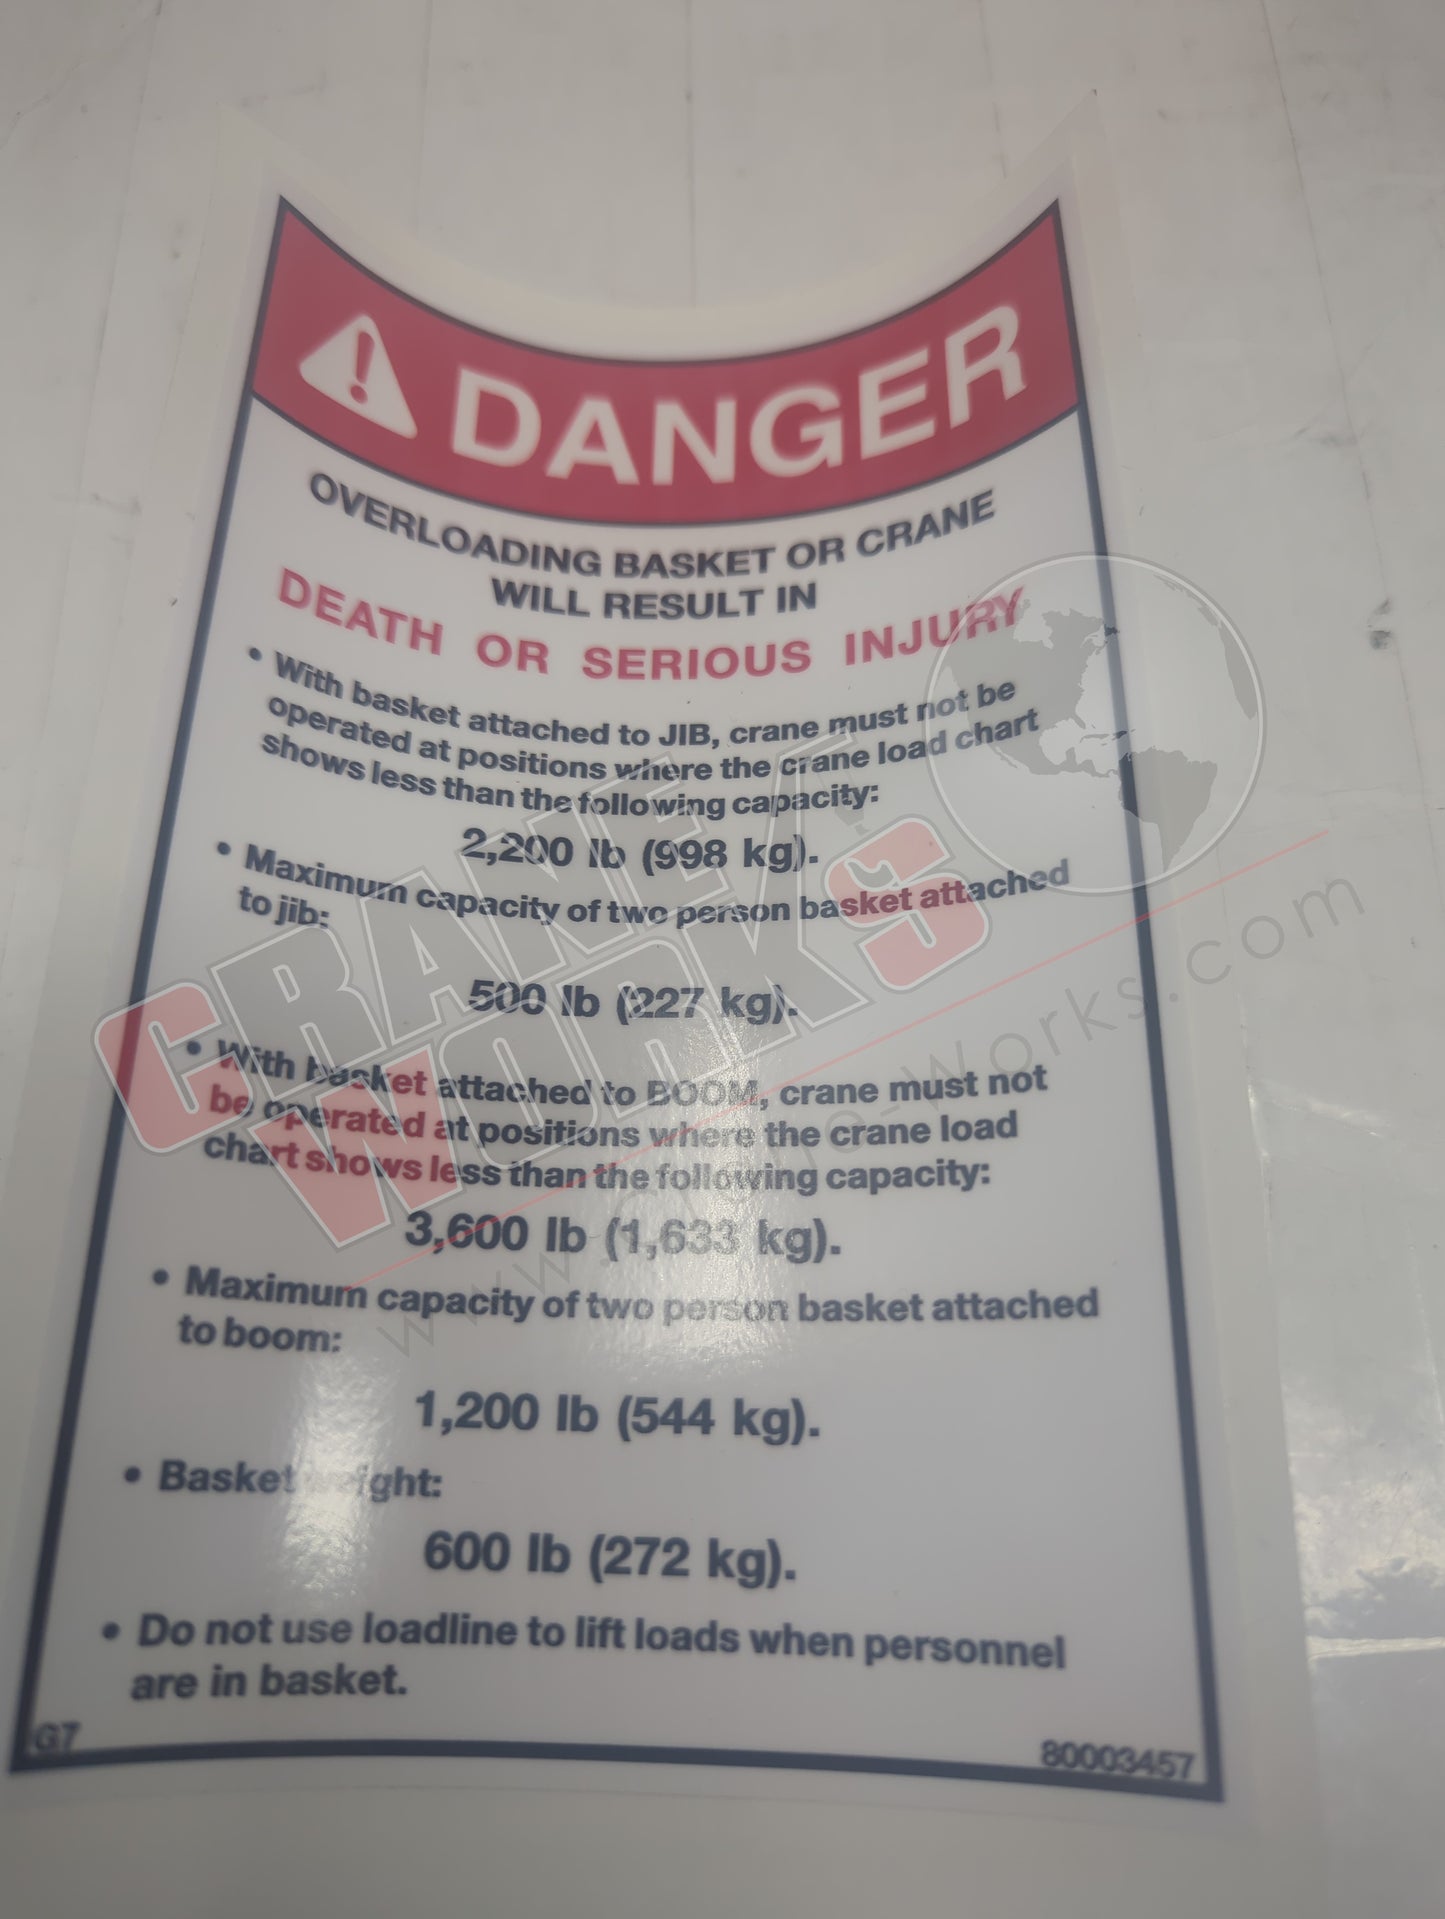 DANGER
OVERLOADING BASKET OR CRANE
WILL RESULT IN
DEATH OR SERIOUS INJURY
• With basket attached to JIB, crane must not be
operated at positions where the crane load chart
shows less than the following capacity:
2,200 lb (998 kg).
• Maximum capacity of two person basket attached
to jib:
500 lb (227 kg).
• With basket attached to BOOM, crane must not
be operated at positions where the crane load
chart shows less than the following capacity:
3,600 lb (1,633 kg).
• Maximum capacity of two person basket attached
to boom:
1,200 lb (544 kg).
• Basket weight:
600 lb (272 kg).
• Do not use loadline to lift loads when personnel
are in basket.
G7
80003457
CRANE
WORKS
www.crane-works.com